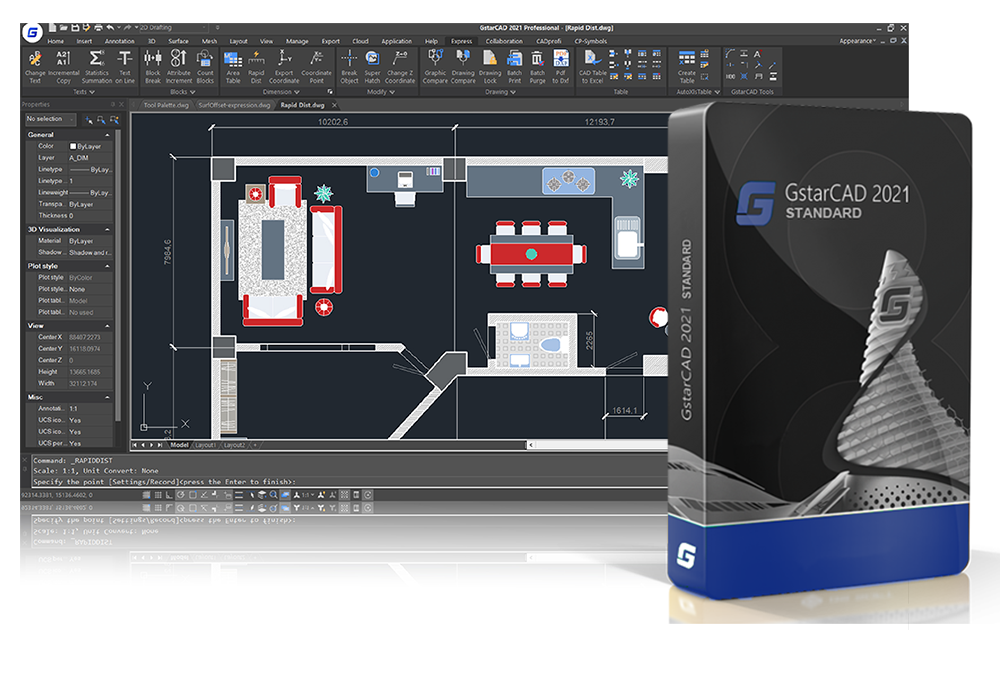 2D Drafting
GstarCAD 2021 Professional - [Rapid Dist.dwg]
Home Insert Annotation 3D Surface Mesh Layout View Manage Export Cloud Application Help Express Collaboration CADprofi CP-Symbols Appearance
Change Text
Incremental Copy
Statistics Summation
Text on Line
Block Break
Attribute Increment
Count Blocks
Area Table
Rapid Dist
Export Coordinate
Coordinate Point
Break Object
Super Hatch
Change Z Coordinate
Graphic Compare
Drawing Compare
Drawing Lock
Batch Print
Batch Purge
Pdf to Dxf
CAD Table to Excel
Create Table
Texts Blocks Dimension Modify Drawing Table AutoXlsTable GstarCAD Tools
Properties
Tool Palette.dwg SurfOffset-expression.dwg Rapid Dist.dwg
No selection
General
Color ByLayer
Layer A_DIM
Linetype ByLay...
Linetype... 1
Lineweight ByLay...
Transpa... ByLayer
Thickness 0
3D Visualization
Material ByLayer
Shadow... Shadow and r...
Plot style
Plot style ByColor
Plot style... None
Plot tabl... Model
Plot tabl... No used
View
Center X 88407.2273
Center Y 16118.0974
Center Z 0
Height 13665.1685
Width 32112.174
Misc
Annotati... 1:1
UCS ico... Yes
UCS ico... Yes
UCS per... Yes
10202,6
12193,7
7984,6
2265
1614,1
Y
X
Model Layout1 Layout2
Command: _RAPIDDIST
Scale: 1:1, Unit Convert: None
Specify the point [Settings/Record]<press the Enter to finish>:
92314.3381, 15136.4602, 0
GstarCAD 2021
STANDARD
GstarCAD 2021 STANDARD